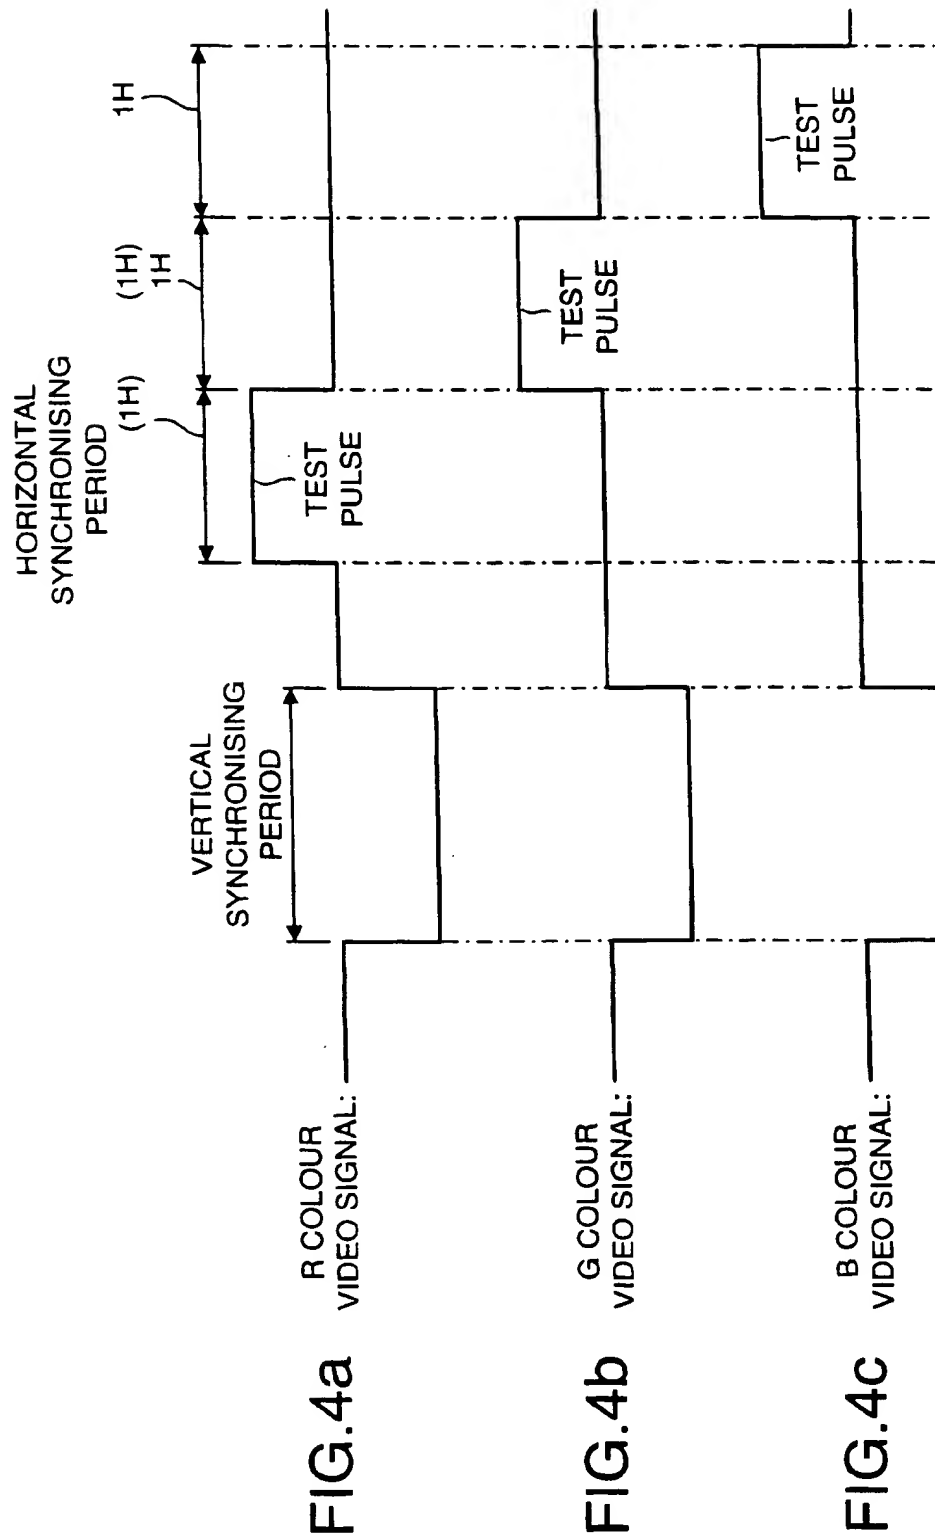 HORIZONTAL
SYNCHRONISING
PERIOD
(1H)
(1H)
1H
1H
VERTICAL
SYNCHRONISING
PERIOD
FIG.4a
R COLOUR
VIDEO SIGNAL:
TEST
PULSE
FIG.4b
G COLOUR
VIDEO SIGNAL:
TEST
PULSE
FIG.4c
B COLOUR
VIDEO SIGNAL:
TEST
PULSE